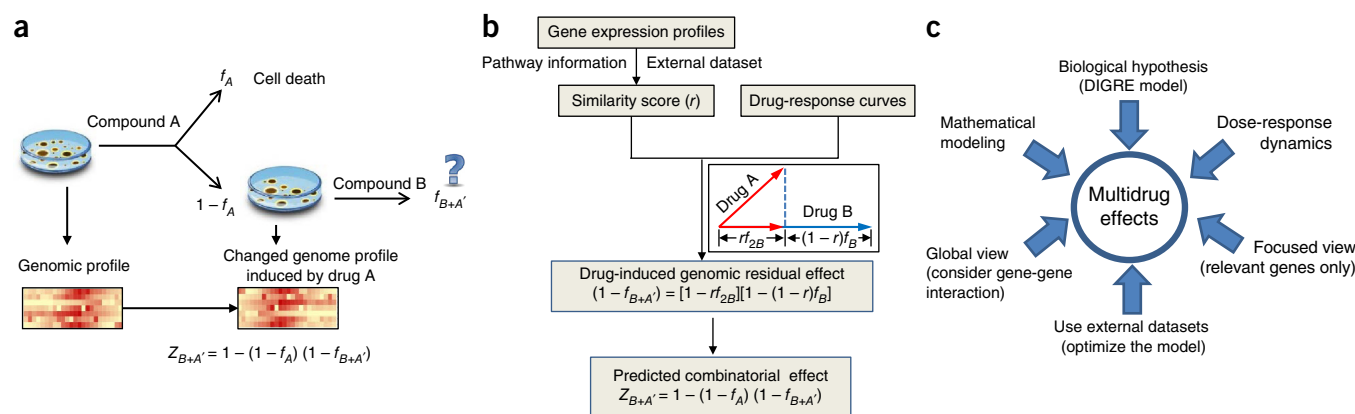 a
f_A Cell death
Compound A
1 – f_A
Compound B
?
f_{B+A′}
Genomic profile
Changed genome profile
induced by drug A
Z_{B+A′} = 1 – (1 – f_A) (1 – f_{B+A′})
b
Gene expression profiles
Pathway information External dataset
Similarity score (r)
Drug-response curves
Drug A
Drug B
rf_{2B} (1 – r)f_B
Drug-induced genomic residual effect
(1 – f_{B+A′}) = [1 – rf_{2B}][1 – (1 – r)f_B]
Predicted combinatorial effect
Z_{B+A′} = 1 – (1 – f_A) (1 – f_{B+A′})
c
Biological hypothesis
(DIGRE model)
Mathematical
modeling
Dose-response
dynamics
Multidrug
effects
Global view
(consider gene-gene
interaction)
Focused view
(relevant genes only)
Use external datasets
(optimize the model)